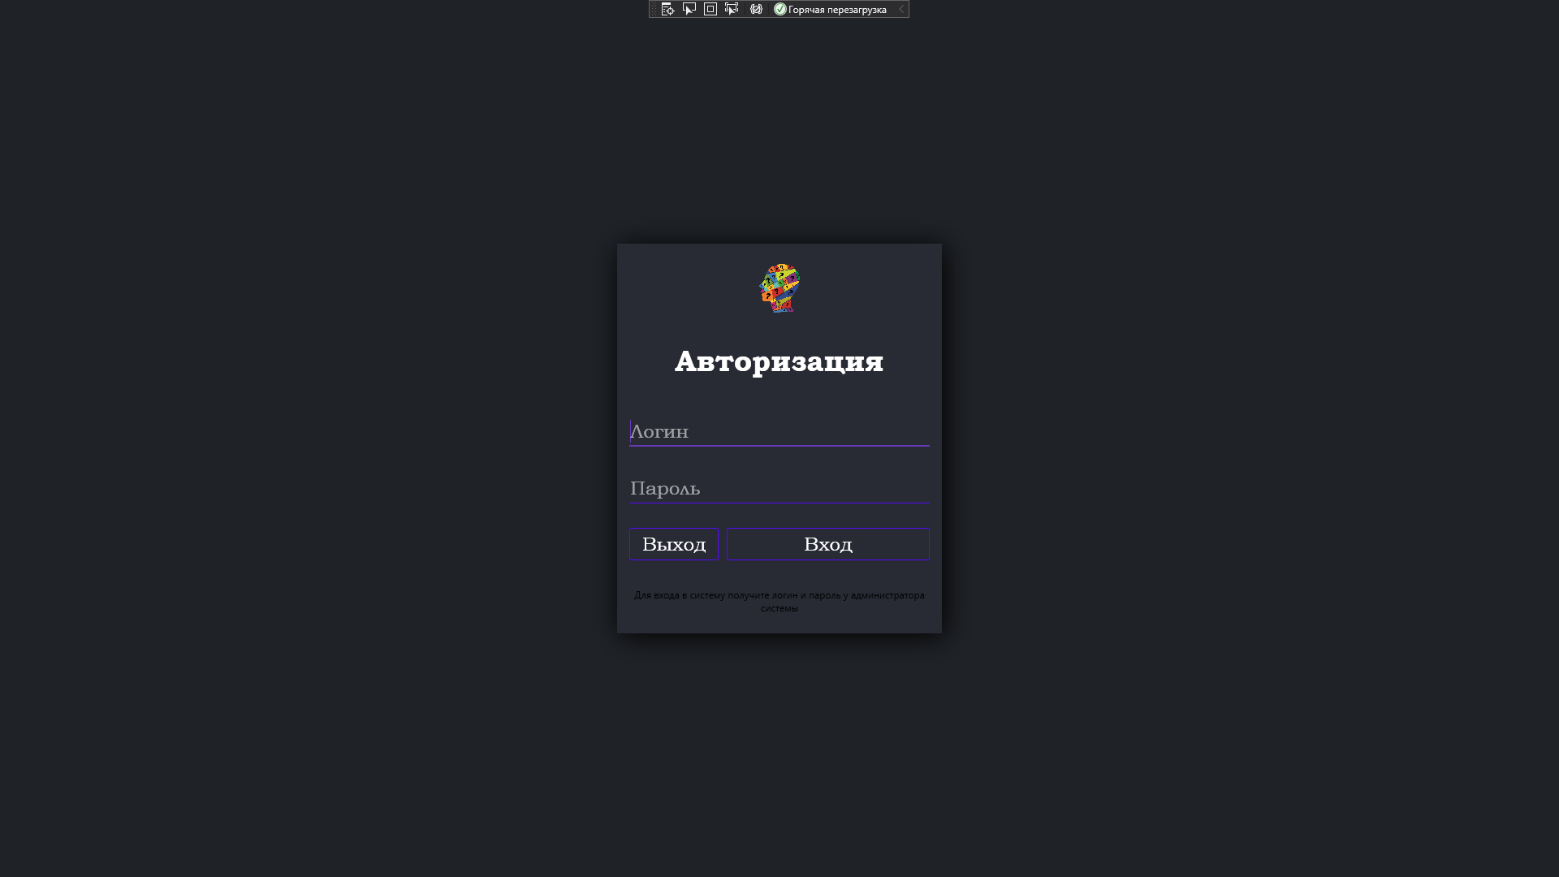 Горячая перезагрузка
Авторизация
Логин
Пароль
Выход Вход
Для входа в систему получите логин и пароль у администратора
системы